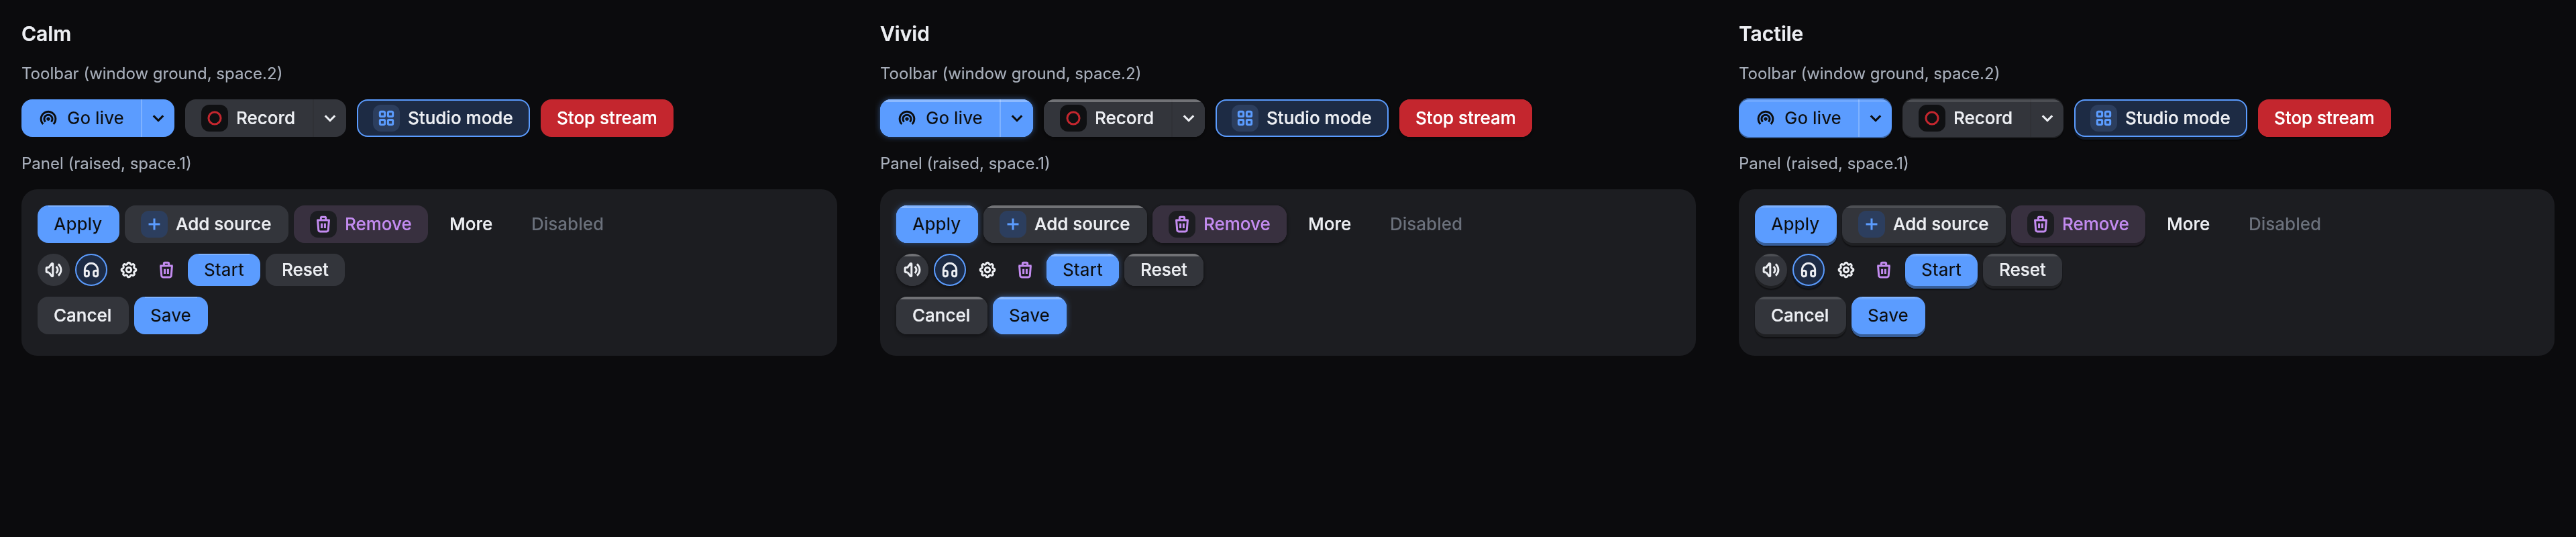 Calm
Toolbar (window ground, space.2)
Go live Record Studio mode Stop stream
Panel (raised, space.1)
Apply Add source Remove More Disabled
Start Reset
Cancel Save
Vivid
Toolbar (window ground, space.2)
Go live Record Studio mode Stop stream
Panel (raised, space.1)
Apply Add source Remove More Disabled
Start Reset
Cancel Save
Tactile
Toolbar (window ground, space.2)
Go live Record Studio mode Stop stream
Panel (raised, space.1)
Apply Add source Remove More Disabled
Start Reset
Cancel Save